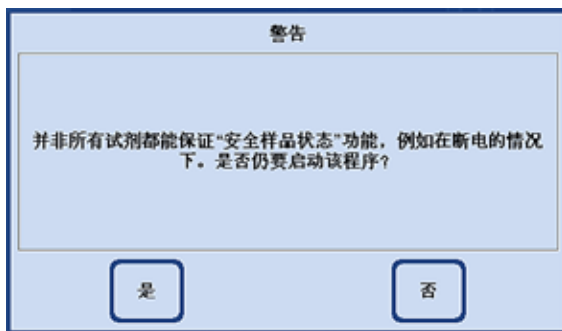 警告
并非所有试剂都能保证“安全样品状态”功能，例如在断电的情况
下。是否仍要启动该程序？
是
否